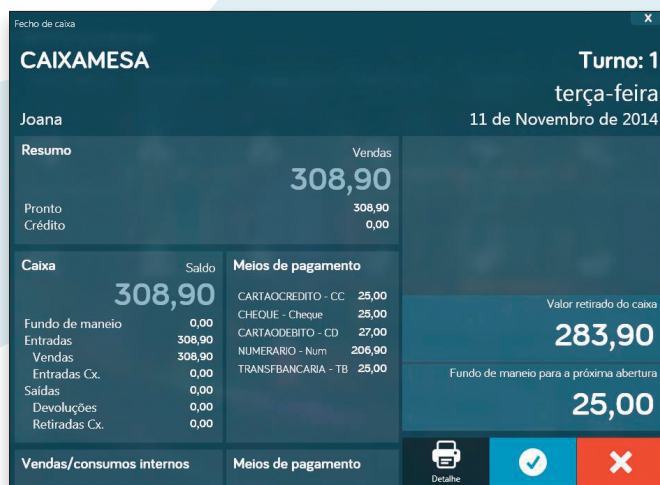 Fecho de caixa
X
CAIXAMESA
Turno: 1
terça-feira
Joana
11 de Novembro de 2014
Resumo
Vendas
308,90
Pronto 308,90
Crédito 0,00
Caixa
Saldo
308,90
Fundo de maneio 0,00
Entradas 308,90
Vendas 308,90
Entradas Cx. 0,00
Saídas 0,00
Devoluções 0,00
Retiradas Cx. 0,00
Meios de pagamento
CARTAOCREDITO - CC 25,00
CHEQUE - Cheque 25,00
CARTAODEBITO - CD 27,00
NUMERARIO - Num 206,90
TRANSFBANCARIA - TB 25,00
Valor retirado do caixa
283,90
Fundo de maneio para a próxima abertura
25,00
Vendas/consumos internos
Meios de pagamento
Detalhe